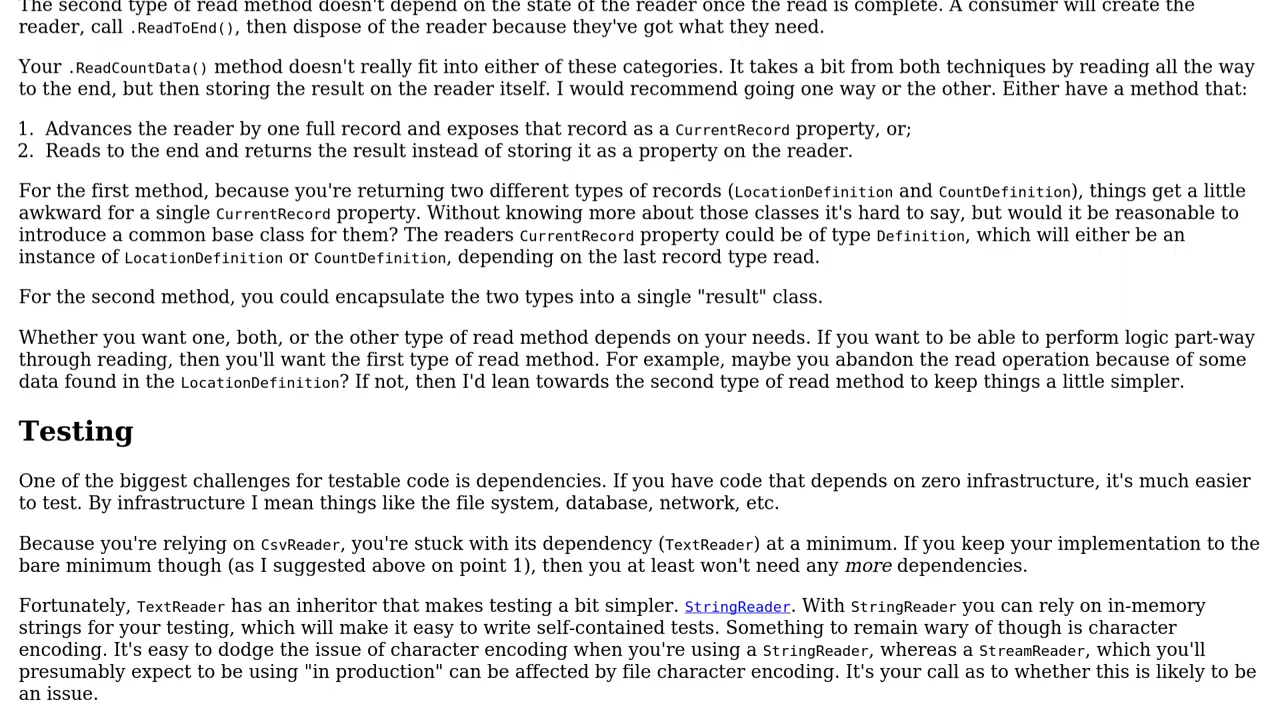 The second type of read method doesn't depend on the state of the reader once the read is complete. A consumer will create the
reader, call .ReadToEnd(), then dispose of the reader because they've got what they need.
Your .ReadCountData() method doesn't really fit into either of these categories. It takes a bit from both techniques by reading all the way
to the end, but then storing the result on the reader itself. I would recommend going one way or the other. Either have a method that:
1. Advances the reader by one full record and exposes that record as a CurrentRecord property, or;
2. Reads to the end and returns the result instead of storing it as a property on the reader.
For the first method, because you're returning two different types of records (LocationDefinition and CountDefinition), things get a little
awkward for a single CurrentRecord property. Without knowing more about those classes it's hard to say, but would it be reasonable to
introduce a common base class for them? The readers CurrentRecord property could be of type Definition, which will either be an
instance of LocationDefinition or CountDefinition, depending on the last record type read.
For the second method, you could encapsulate the two types into a single "result" class.
Whether you want one, both, or the other type of read method depends on your needs. If you want to be able to perform logic part-way
through reading, then you'll want the first type of read method. For example, maybe you abandon the read operation because of some
data found in the LocationDefinition? If not, then I'd lean towards the second type of read method to keep things a little simpler.
Testing
One of the biggest challenges for testable code is dependencies. If you have code that depends on zero infrastructure, it's much easier
to test. By infrastructure I mean things like the file system, database, network, etc.
Because you're relying on CsvReader, you're stuck with its dependency (TextReader) at a minimum. If you keep your implementation to the
bare minimum though (as I suggested above on point 1), then you at least won't need any more dependencies.
Fortunately, TextReader has an inheritor that makes testing a bit simpler. StringReader. With StringReader you can rely on in-memory
strings for your testing, which will make it easy to write self-contained tests. Something to remain wary of though is character
encoding. It's easy to dodge the issue of character encoding when you're using a StringReader, whereas a StreamReader, which you'll
presumably expect to be using "in production" can be affected by file character encoding. It's your call as to whether this is likely to be
an issue.